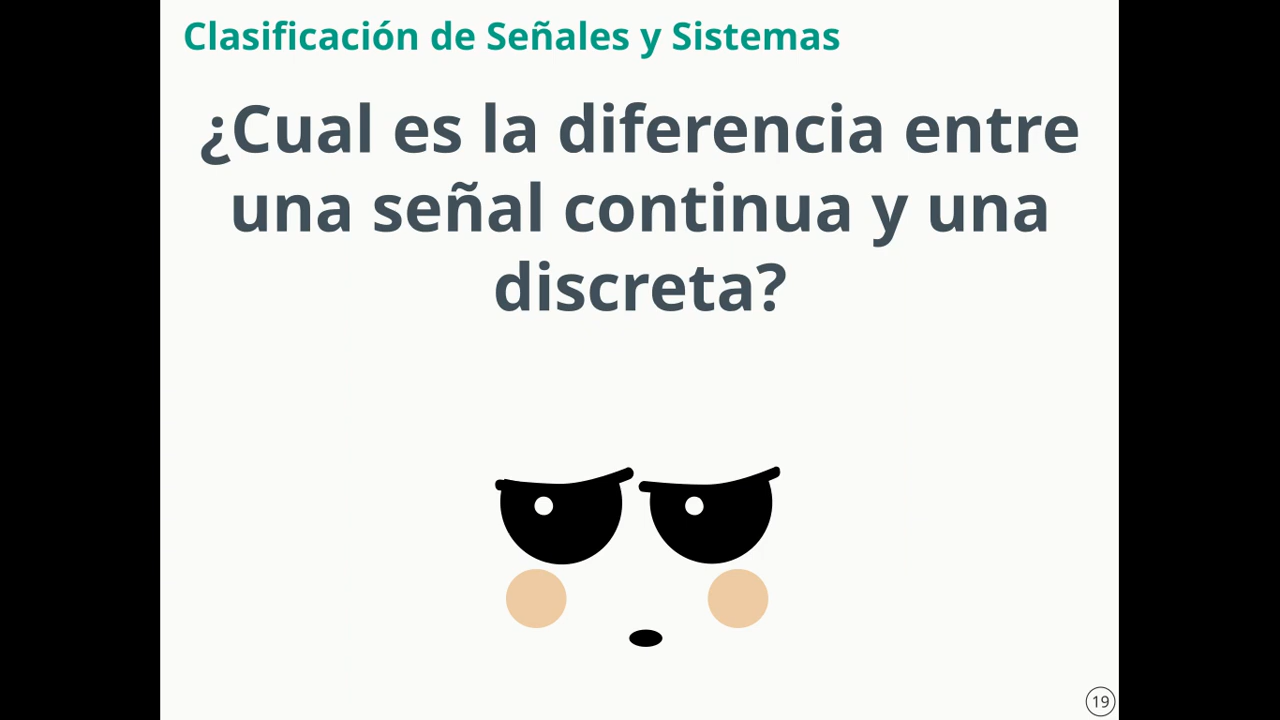 Clasificación de Señales y Sistemas
¿Cual es la diferencia entre
una señal continua y una
discreta?
19